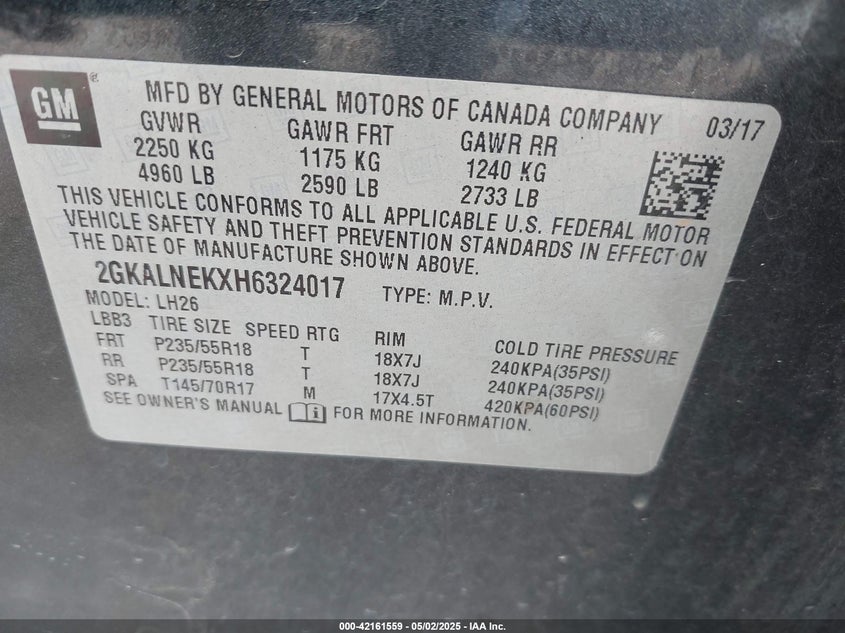 GM ®
MFD BY GENERAL MOTORS OF CANADA COMPANY 03/17
GVWR GAWR FRT GAWR RR
2250 KG 1175 KG 1240 KG
4960 LB 2590 LB 2733 LB
THIS VEHICLE CONFORMS TO ALL APPLICABLE U.S. FEDERAL MOTOR
VEHICLE SAFETY AND THEFT PREVENTION STANDARDS IN EFFECT ON
THE DATE OF MANUFACTURE SHOWN ABOVE.
2GKALNEKXH6324017 TYPE: M.P.V.
MODEL: LH26
LBB3 TIRE SIZE SPEED RTG RIM COLD TIRE PRESSURE
FRT P235/55R18 T 18X7J 240KPA(35PSI)
RR P235/55R18 T 18X7J 240KPA(35PSI)
SPA T145/70R17 M 17X4.5T 420KPA(60PSI)
SEE OWNER'S MANUAL i FOR MORE INFORMATION.
000-42161559 - 05/02/2025 - IAA Inc.